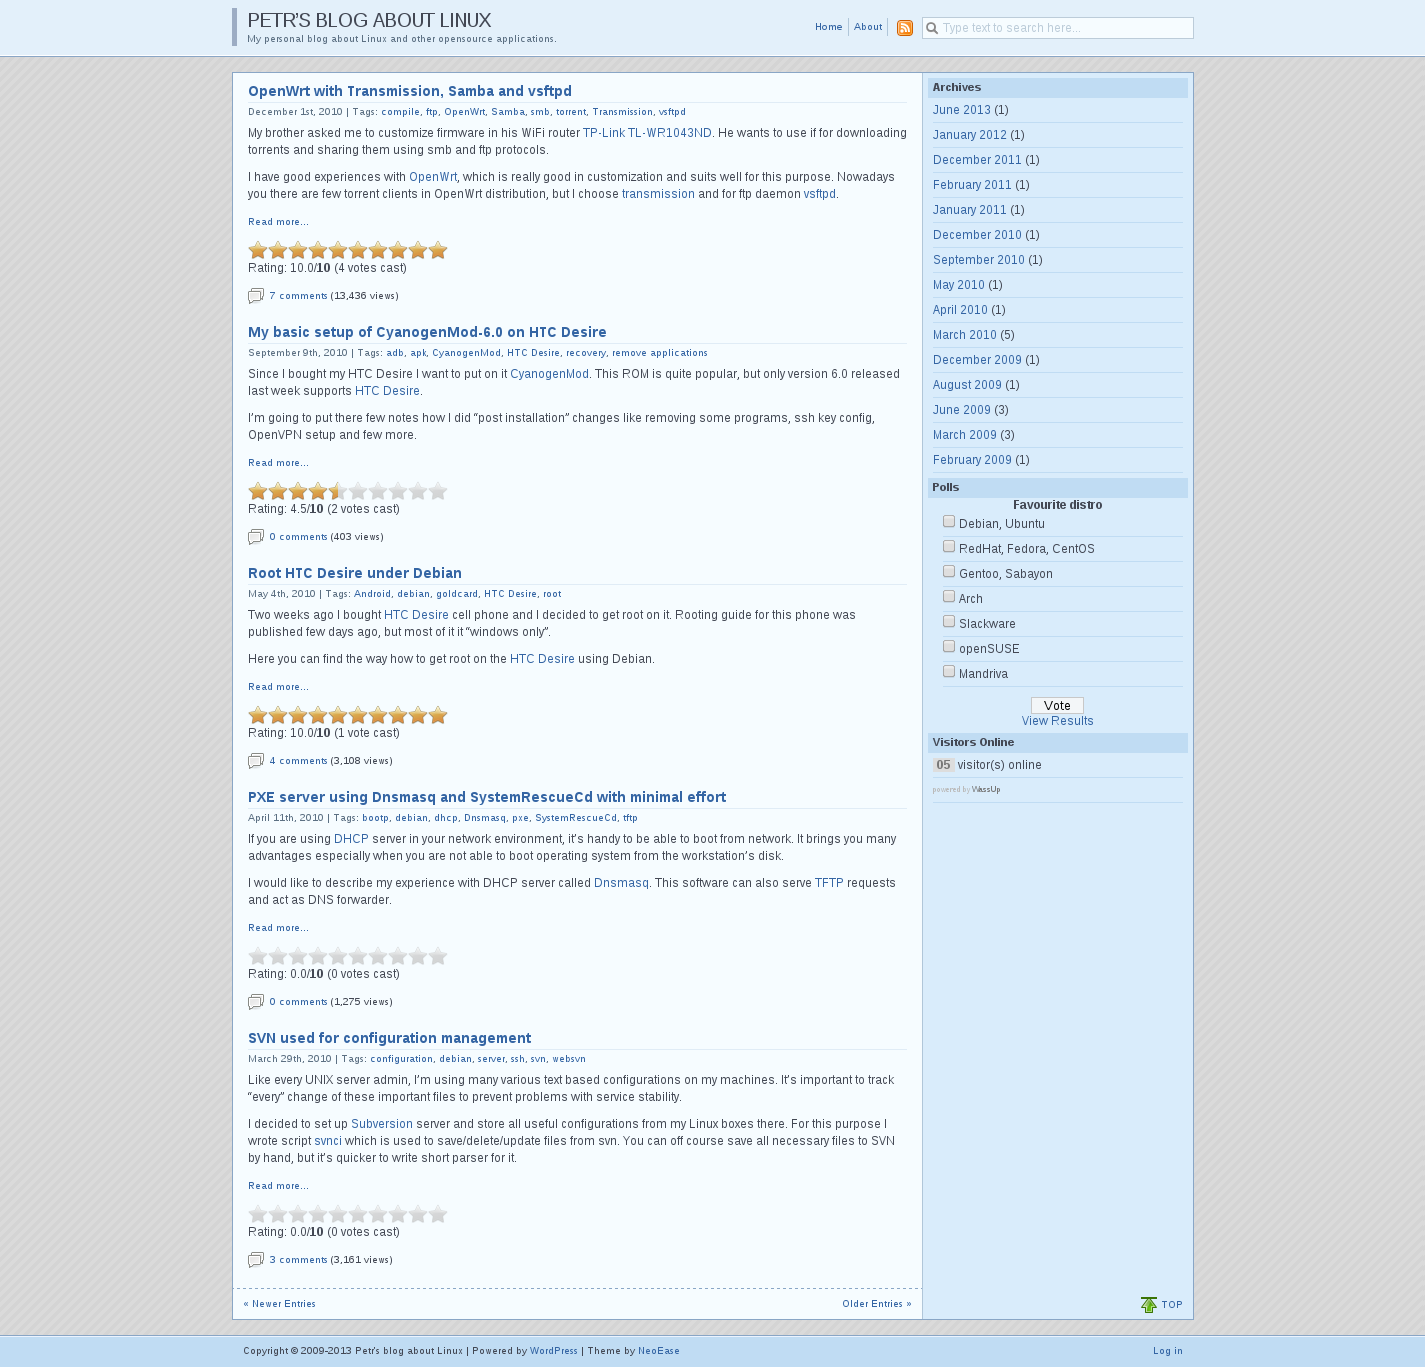 PETR'S BLOG ABOUT LINUX
My personal blog about Linux and other opensource applications.
Home
About
Type text to search here...
OpenWrt with Transmission, Samba and vsftpd
December 1st, 2010 | Tags: compile, ftp, OpenWrt, Samba, smb, torrent, Transmission, vsftpd
My brother asked me to customize firmware in his WiFi router TP-Link TL-WR1043ND. He wants to use if for downloading
torrents and sharing them using smb and ftp protocols.
I have good experiences with OpenWrt, which is really good in customization and suits well for this purpose. Nowadays
you there are few torrent clients in OpenWrt distribution, but I choose transmission and for ftp daemon vsftpd.
Read more...
Rating: 10.0/10 (4 votes cast)
7 comments (13,436 views)
My basic setup of CyanogenMod-6.0 on HTC Desire
September 9th, 2010 | Tags: adb, apk, CyanogenMod, HTC Desire, recovery, remove applications
Since I bought my HTC Desire I want to put on it CyanogenMod. This ROM is quite popular, but only version 6.0 released
last week supports HTC Desire.
I'm going to put there few notes how I did “post installation” changes like removing some programs, ssh key config,
OpenVPN setup and few more.
Read more...
Rating: 4.5/10 (2 votes cast)
0 comments (403 views)
Root HTC Desire under Debian
May 4th, 2010 | Tags: Android, debian, goldcard, HTC Desire, root
Two weeks ago I bought HTC Desire cell phone and I decided to get root on it. Rooting guide for this phone was
published few days ago, but most of it it “windows only”.
Here you can find the way how to get root on the HTC Desire using Debian.
Read more...
Rating: 10.0/10 (1 vote cast)
4 comments (3,108 views)
PXE server using Dnsmasq and SystemRescueCd with minimal effort
April 11th, 2010 | Tags: bootp, debian, dhcp, Dnsmasq, pxe, SystemRescueCd, tftp
If you are using DHCP server in your network environment, it's handy to be able to boot from network. It brings you many
advantages especially when you are not able to boot operating system from the workstation's disk.
I would like to describe my experience with DHCP server called Dnsmasq. This software can also serve TFTP requests
and act as DNS forwarder.
Read more...
Rating: 0.0/10 (0 votes cast)
0 comments (1,275 views)
SVN used for configuration management
March 29th, 2010 | Tags: configuration, debian, server, ssh, svn, websvn
Like every UNIX server admin, I'm using many various text based configurations on my machines. It's important to track
“every” change of these important files to prevent problems with service stability.
I decided to set up Subversion server and store all useful configurations from my Linux boxes there. For this purpose I
wrote script svnci which is used to save/delete/update files from svn. You can off course save all necessary files to SVN
by hand, but it's quicker to write short parser for it.
Read more...
Rating: 0.0/10 (0 votes cast)
3 comments (3,161 views)
« Newer Entries
Older Entries »
Archives
June 2013 (1)
January 2012 (1)
December 2011 (1)
February 2011 (1)
January 2011 (1)
December 2010 (1)
September 2010 (1)
May 2010 (1)
April 2010 (1)
March 2010 (5)
December 2009 (1)
August 2009 (1)
June 2009 (3)
March 2009 (3)
February 2009 (1)
Polls
Favourite distro
Debian, Ubuntu
RedHat, Fedora, CentOS
Gentoo, Sabayon
Arch
Slackware
openSUSE
Mandriva
Vote
View Results
Visitors Online
05 visitor(s) online
powered by WassUp
TOP
Copyright © 2009-2013 Petr's blog about Linux | Powered by WordPress | Theme by NeoEase
Log in